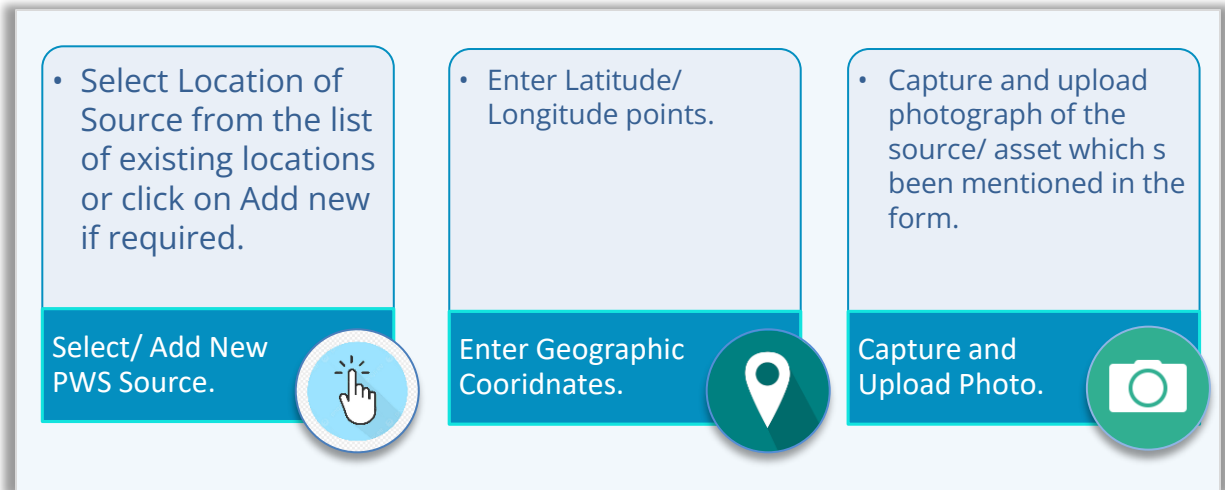 • Select Location of
Source from the list
of existing locations
or click on Add new
if required.
Select/ Add New
PWS Source.
• Enter Latitude/
Longitude points.
Enter Geographic
Cooridnates.
• Capture and upload
photograph of the
source/ asset which s
been mentioned in the
form.
Capture and
Upload Photo.